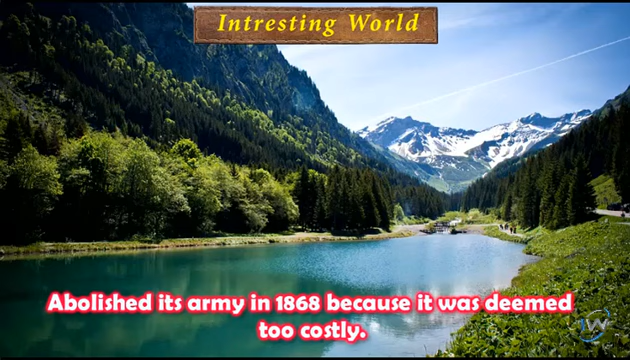 Intresting World
Abolished its army in 1868 because it was deemed
too costly.
W